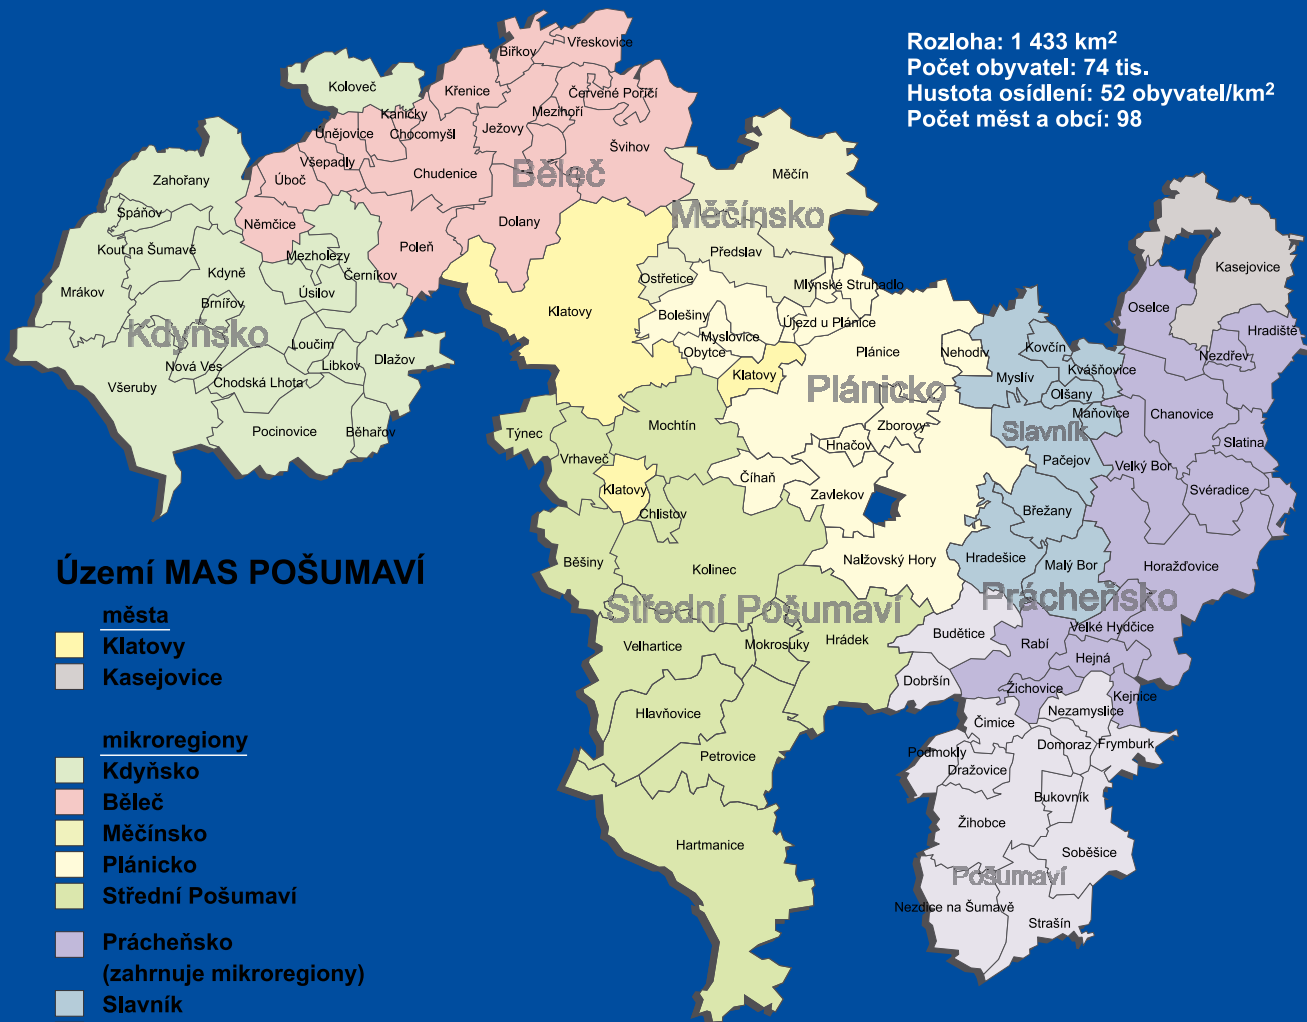 Rozloha: 1 433 km²
Počet obyvatel: 74 tis.
Hustota osídlení: 52 obyvatel/km²
Počet měst a obcí: 98
Vřeskovice
Biřkov
Koloveč
Křenice
Červené Poříčí
Kaničky
Mezihoří
Únějovice
Chocomyšl
Ježovy
Švihov
Všepadly
Měčín
Zahořany
Úboč
Chudenice
Běleč
Spáňov
Němčice
Dolany
Měčínsko
Kout na Šumavě
Poleň
Mezholezy
Předslav
Kdyně
Černíkov
Ostřetice
Kasejovice
Mrákov
Úsilov
Mlýnské Struhadlo
Brnířov
Klatovy
Bolešiny
Oselce
Kdyňsko
Újezd u Plánice
Hradiště
Loučim
Myslovice
Kovčín
Obytce
Plánice
Nehodiv
Nezdřev
Dlažov
Nová Ves
Libkov
Klatovy
Myslív
Kvášňovice
Všeruby
Chodská Lhota
Plánicko
Olšany
Maňovice
Chanovice
Týnec
Mochtín
Zborovy
Slavník
Pocinovice
Běhařov
Hnačov
Slatina
Vrhaveč
Pačejov
Velký Bor
Klatovy
Číhaň
Zavlekov
Svéradice
Chlistov
Břežany
Běšiny
Kolinec
Nalžovský Hory
Hradešice
Malý Bor
Horažďovice
Střední Pošumaví
Prácheňsko
Budětice
Velké Hydčice
Velhartice
Mokrosuky
Hrádek
Rabí
Hejná
Dobršín
Žichovice
Kejnice
Hlavňovice
Čimice
Nezamyslice
Petrovice
Podmokly
Domoraz
Frymburk
Dražovice
Bukovník
Žihobce
Hartmanice
Soběšice
Pošumaví
Nezdice na Šumavě
Strašín
Území MAS POŠUMAVÍ
města
Klatovy
Kasejovice
mikroregiony
Kdyňsko
Běleč
Měčínsko
Plánicko
Střední Pošumaví
Prácheňsko
(zahrnuje mikroregiony)
Slavník